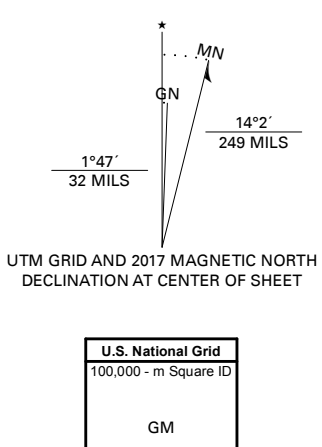 ★
MN
GN
14°2´
249 MILS
1°47´
32 MILS
UTM GRID AND 2017 MAGNETIC NORTH
DECLINATION AT CENTER OF SHEET
U.S. National Grid
100,000 - m Square ID
GM